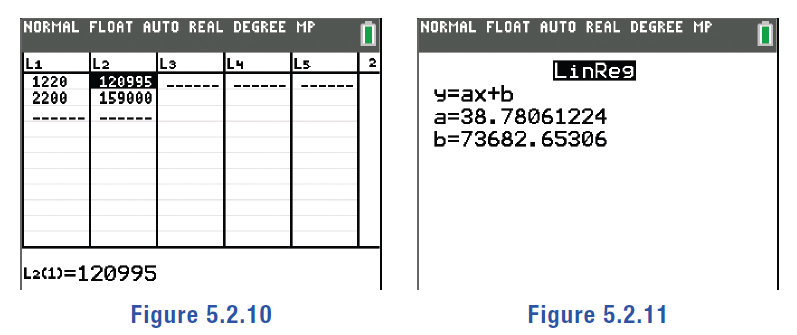 NORMAL FLOAT AUTO REAL DEGREE MP
L1 L2 L3 L4 L5 2
1220 120995 ------ ------ ------
2200 159000
------ ------
L2(1)=120995
Figure 5.2.10
NORMAL FLOAT AUTO REAL DEGREE MP
LinReg
y=ax+b
a=38.78061224
b=73682.65306
Figure 5.2.11